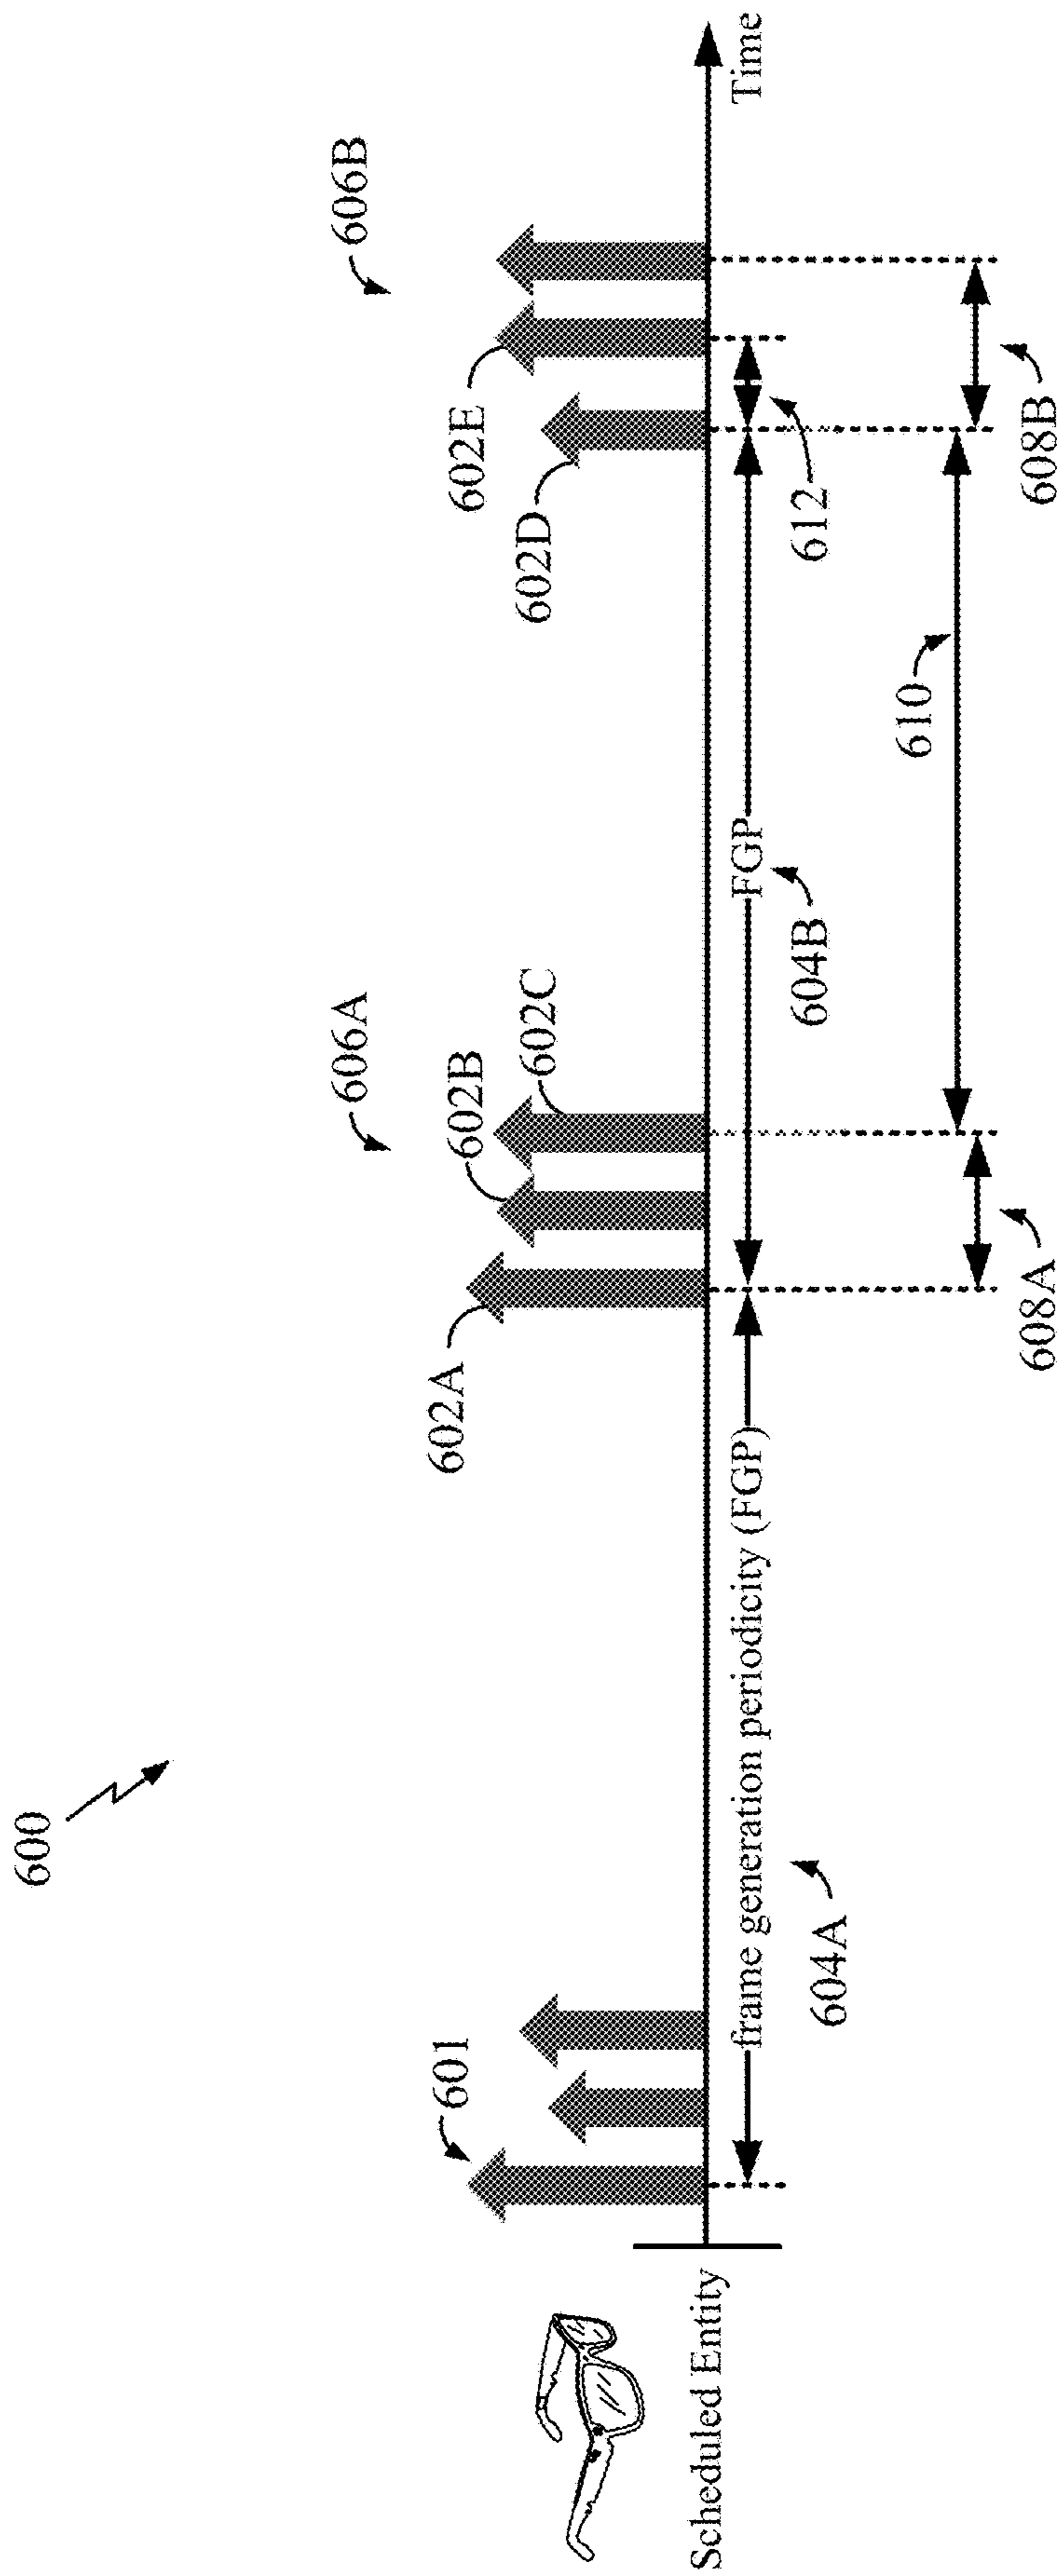 600
606A
606B
601
602A
602B
602C
602D
602E
Scheduled Entity
Time
frame generation periodicity (FGP)
FGP
604A
604B
612
610
608A
608B